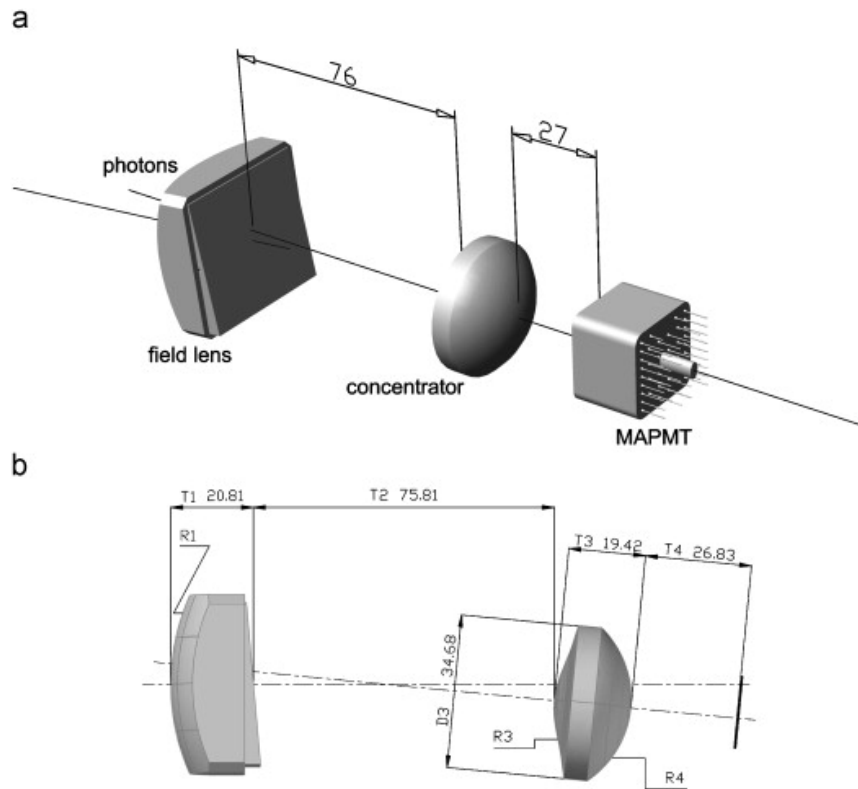 a
76
27
photons
field lens
concentrator
MAPMT
b
T1 20.81
T2 75.81
T3 19.42
T4 26.83
R1
D3 34.68
R3
R4